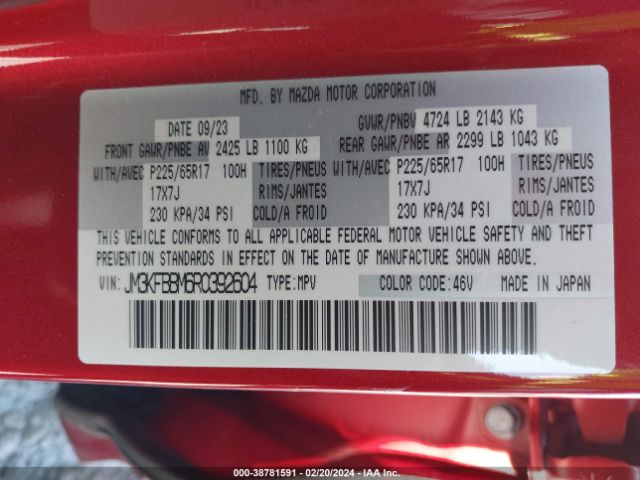 MFD. BY MAZDA MOTOR CORPORATION
DATE 09/23 GVWR/PNBV 4724 LB 2143 KG
FRONT GAWR/PNBE AV 2425 LB 1100 KG REAR GAWR/PNBE AR 2299 LB 1043 KG
WITH/AVEC P225/65R17 100H TIRES/PNEUS WITH/AVEC P225/65R17 100H TIRES/PNEUS
17X7J RIMS/JANTES 17X7J RIMS/JANTES
230 KPA/34 PSI COLD/A FROID 230 KPA/34 PSI COLD/A FROID
THIS VEHICLE CONFORMS TO ALL APPLICABLE FEDERAL MOTOR VEHICLE SAFETY AND THEFT
PREVENTION STANDARDS IN EFFECT ON THE DATE OF MANUFACTURE SHOWN ABOVE.
VIN: JM3KFBBM6R0392604 TYPE:MPV COLOR CODE:46V MADE IN JAPAN
000-38781591 — 02/20/2024 — IAA Inc.